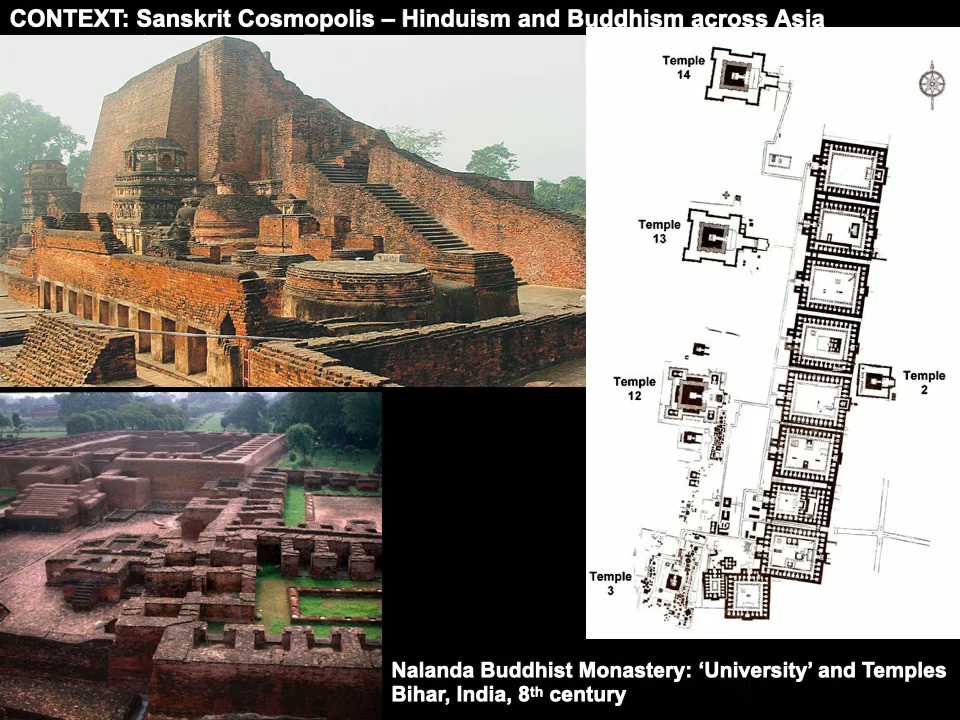 CONTEXT: Sanskrit Cosmopolis – Hinduism and Buddhism across Asia
Temple
14
Temple
13
Temple
12
Temple
2
Temple
3
Nalanda Buddhist Monastery: ‘University’ and Temples
Bihar, India, 8th century